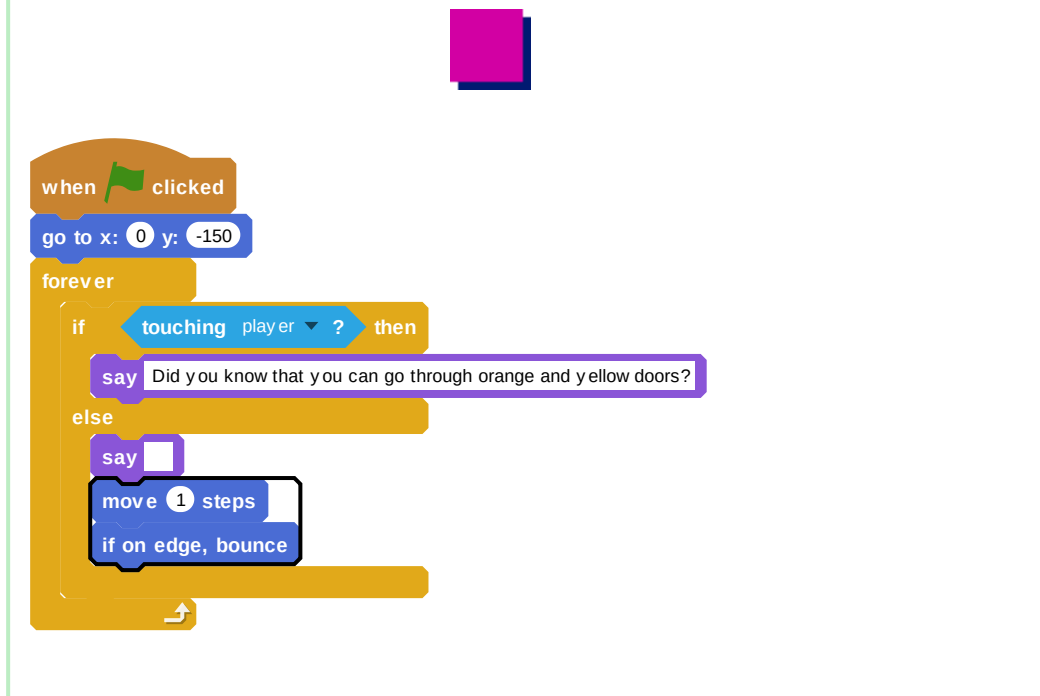 when clicked
go to x: 0 y: -150
forever
if touching player ? then
say Did you know that you can go through orange and yellow doors?
else
say
move 1 steps
if on edge, bounce